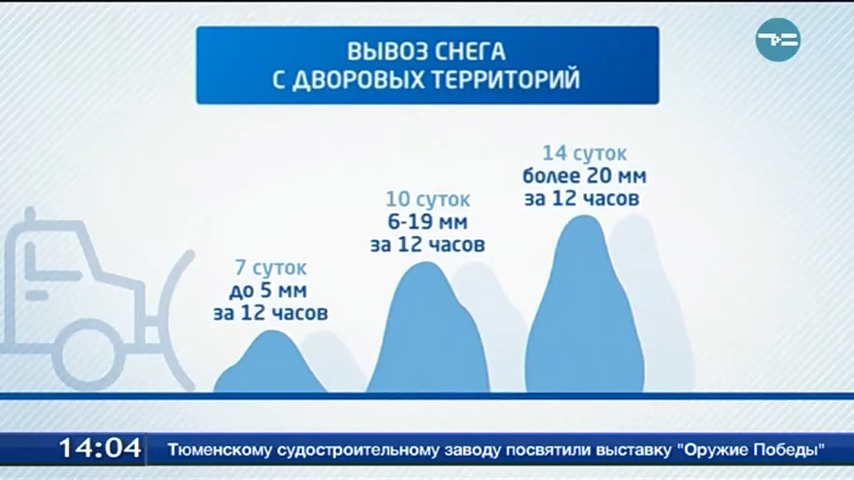 ВЫВОЗ СНЕГА
С ДВОРОВЫХ ТЕРРИТОРИЙ
14 суток
более 20 мм
за 12 часов
10 суток
6-19 мм
за 12 часов
7 суток
до 5 мм
за 12 часов
14:04 Тюменскому судостроительному заводу посвятили выставку "Оружие Победы"